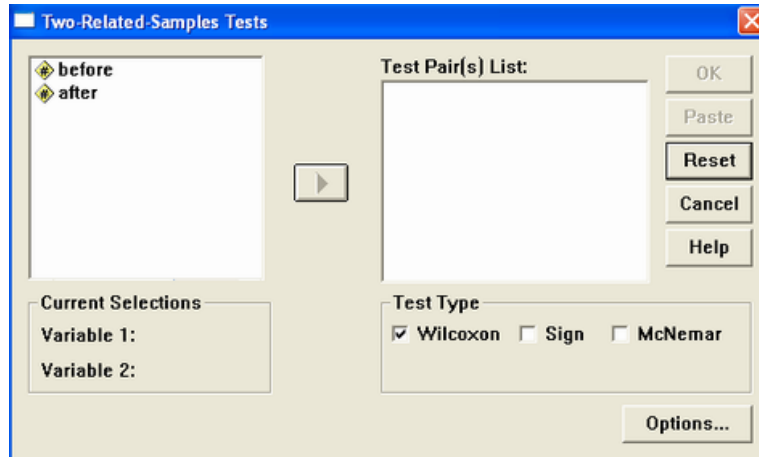 Two-Related-Samples Tests
before
after
Test Pair(s) List:
OK
Paste
Reset
Cancel
Help
Current Selections
Variable 1:
Variable 2:
Test Type
Wilcoxon Sign McNemar
Options...